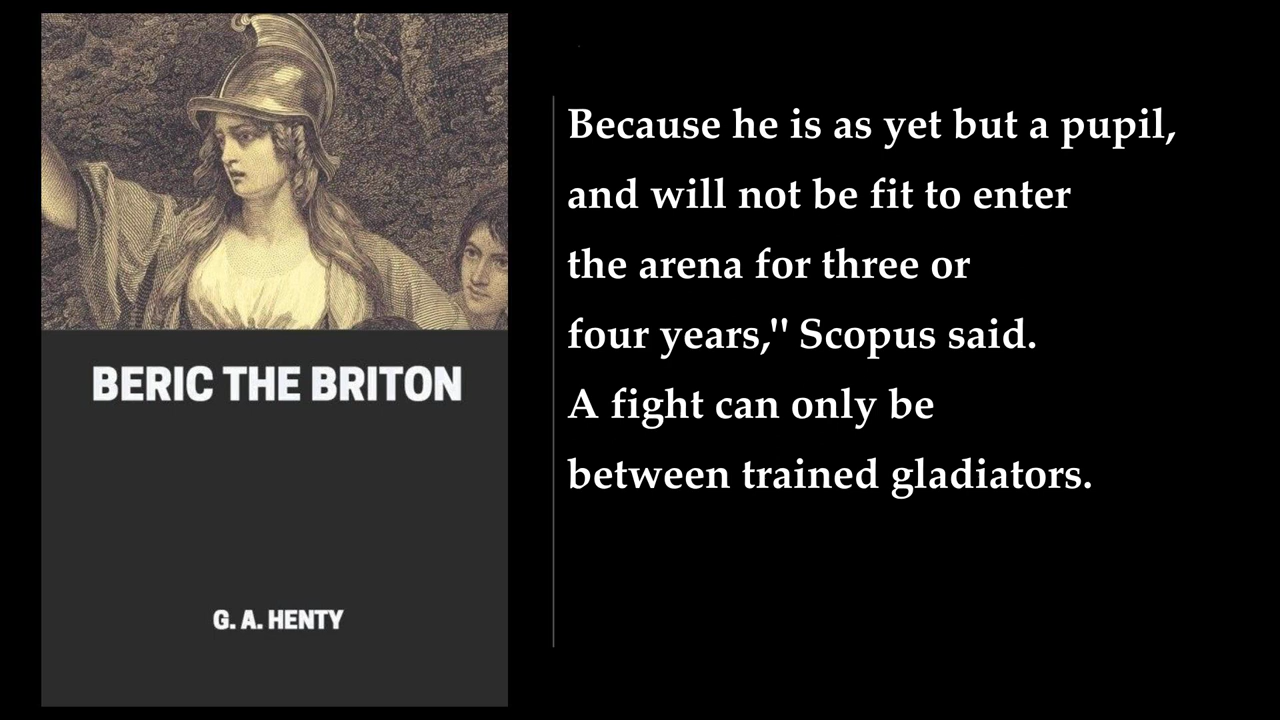 BERIC THE BRITON
G. A. HENTY
Because he is as yet but a pupil,
and will not be fit to enter
the arena for three or
four years," Scopus said.
A fight can only be
between trained gladiators.